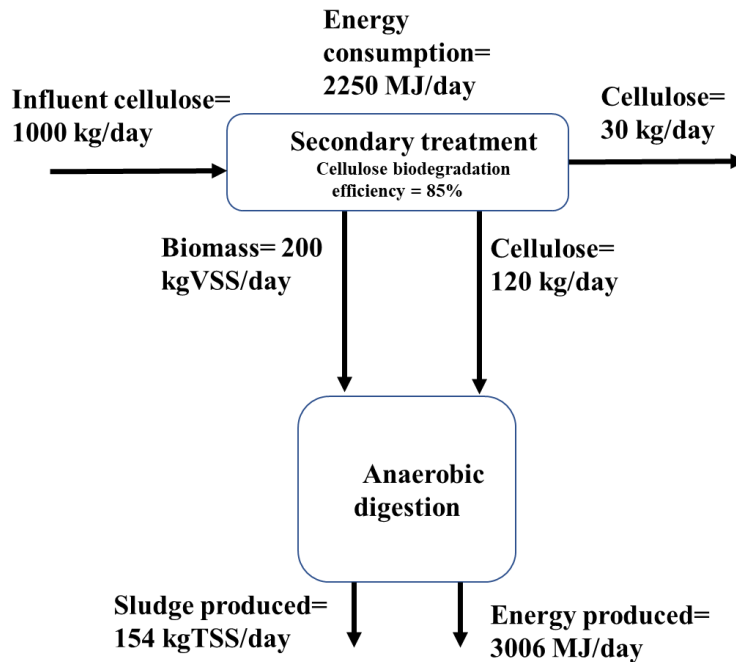 Energy
consumption=
2250 MJ/day
Influent cellulose=
1000 kg/day
Cellulose=
30 kg/day
Secondary treatment
Cellulose biodegradation
efficiency = 85%
Biomass= 200
kgVSS/day
Cellulose=
120 kg/day
Anaerobic
digestion
Sludge produced=
154 kgTSS/day
Energy produced=
3006 MJ/day